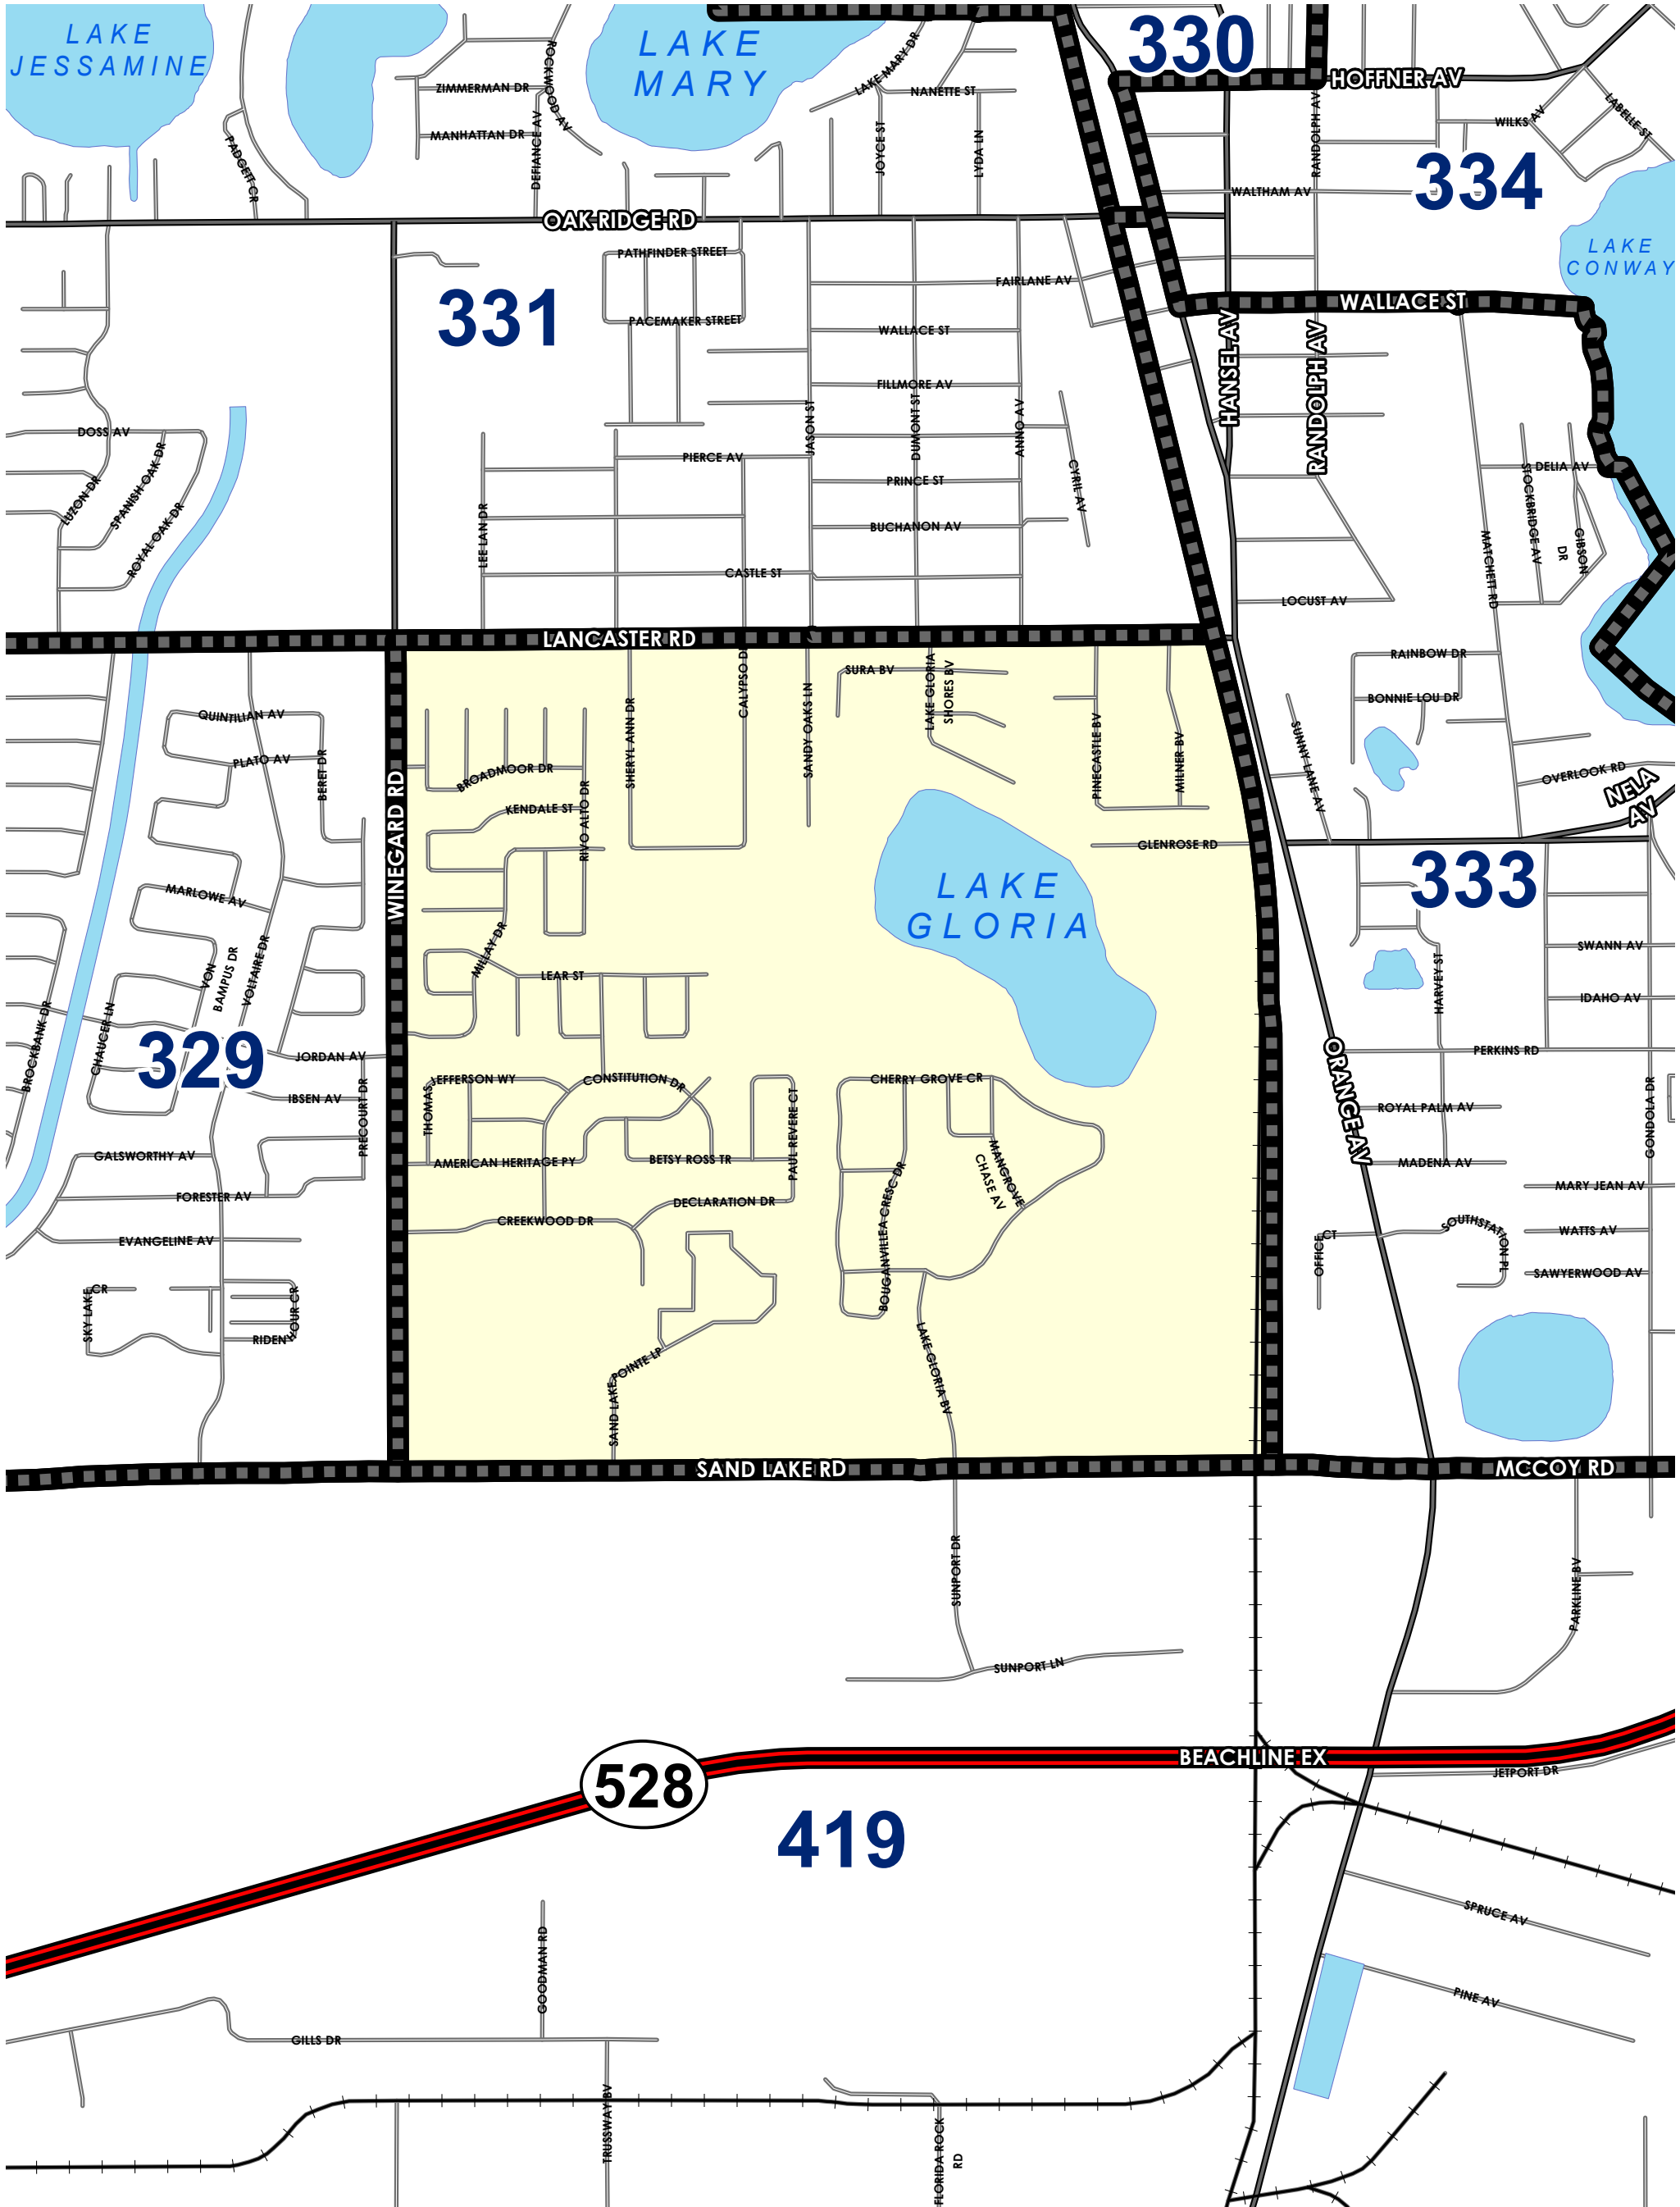 LAKE
JESSAMINE
LAKE
MARY
330
HOFFNER AV
ZIMMERMAN DR
ROCKWOOD AV
MANHATTAN DR
DEFIANCE AV
PADGETT CR
LAKE MARY DR
NANETTE ST
JOYCE ST
LYDA LN
RANDOLPH AV
WILKS AV
LABELLE ST
334
WALTHAM AV
OAK RIDGE RD
LAKE
CONWAY
PATHFINDER STREET
FAIRLANE AV
331
PACEMAKER STREET
WALLACE ST
WALLACE ST
HANSEL AV
RANDOLPH AV
FILLMORE AV
JASON ST
DUMONT ST
ANNO AV
DOSS AV
LUZON DR
SPANISH OAK DR
ROYAL OAK DR
PIERCE AV
PRINCE ST
CYRIL AV
BUCHANON AV
LEE LAN DR
CASTLE ST
DELIA AV
STOCKBRIDGE AV
GIBSON
DR
MATCHETT RD
LOCUST AV
LANCASTER RD
RAINBOW DR
BONNIE LOU DR
SURA BV
LAKE GLORIA
SHORES BV
CALYPSO DR
SANDY OAKS LN
SHERYL ANN DR
PINECASTLE BV
MILNER BV
SUNNY LANE AV
OVERLOOK RD
NELA
AV
QUINTILIAN AV
PLATO AV
BERET DR
WINEGARD RD
BROADMOOR DR
KENDALE ST
RIVO ALTO DR
GLENROSE RD
333
LAKE
GLORIA
MARLOWE AV
VON
BAMPUS DR
VOLTAIRE DR
MILLAY DR
LEAR ST
SWANN AV
HARVEY ST
IDAHO AV
BROCKBANK DR
CHAUCER LN
329
JORDAN AV
ORANGE AV
PERKINS RD
IBSEN AV
PRECOURT DR
THOMAS
JEFFERSON WY
CONSTITUTION DR
PAUL REVERE CT
CHERRY GROVE CR
ROYAL PALM AV
GONDOLA DR
GALSWORTHY AV
AMERICAN HERITAGE PY
BETSY ROSS TR
MANGROVE
CHASE AV
MADENA AV
FORESTER AV
DECLARATION DR
BOUGANVILLEA CRESC DR
MARY JEAN AV
EVANGELINE AV
CREEKWOOD DR
OFFICE CT
SOUTHSTATION PL
WATTS AV
SAWYERWOOD AV
SKY LAKE CR
RIDEN
OUR CR
SAND LAKE POINTE LP
LAKE GLORIA BV
SAND LAKE RD
MCCOY RD
SUNPORT DR
PARKLINE BV
SUNPORT LN
BEACHLINE EX
528
JETPORT DR
419
SPRUCE AV
GOODMAN RD
PINE AV
GILLS DR
TRUSSWAY BV
FLORIDA ROCK
RD